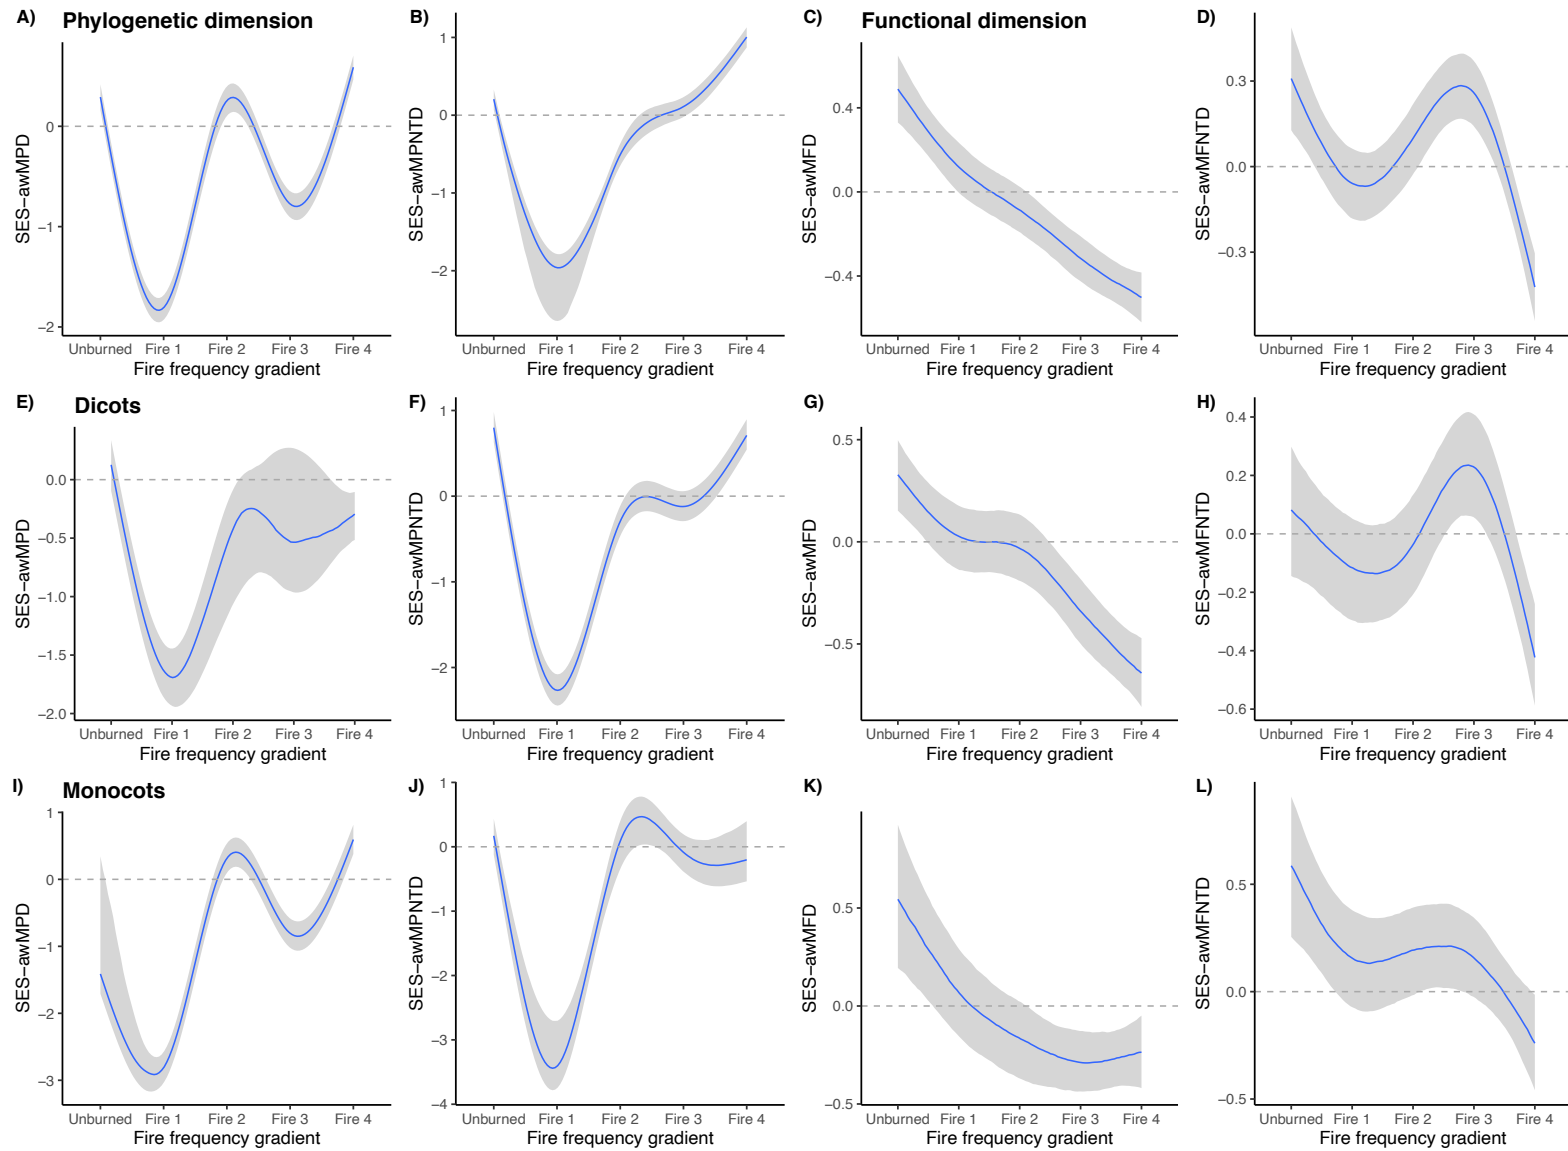 A) Phylogenetic dimension
SES−awMPD
0
−1
−2
Unburned Fire 1 Fire 2 Fire 3 Fire 4
Fire frequency gradient
B)
SES−awMPNTD
1
0
−1
−2
Unburned Fire 1 Fire 2 Fire 3 Fire 4
Fire frequency gradient
C) Functional dimension
SES−awMFD
0.4
0.0
−0.4
Unburned Fire 1 Fire 2 Fire 3 Fire 4
Fire frequency gradient
D)
SES−awMFNTD
0.3
0.0
−0.3
Unburned Fire 1 Fire 2 Fire 3 Fire 4
Fire frequency gradient
E) Dicots
SES−awMPD
0.0
−0.5
−1.0
−1.5
−2.0
Unburned Fire 1 Fire 2 Fire 3 Fire 4
Fire frequency gradient
F)
SES−awMPNTD
1
0
−1
−2
Unburned Fire 1 Fire 2 Fire 3 Fire 4
Fire frequency gradient
G)
SES−awMFD
0.5
0.0
−0.5
Unburned Fire 1 Fire 2 Fire 3 Fire 4
Fire frequency gradient
H)
SES−awMFNTD
0.4
0.2
0.0
−0.2
−0.4
−0.6
Unburned Fire 1 Fire 2 Fire 3 Fire 4
Fire frequency gradient
I) Monocots
SES−awMPD
1
0
−1
−2
−3
Unburned Fire 1 Fire 2 Fire 3 Fire 4
Fire frequency gradient
J)
SES−awMPNTD
1
0
−1
−2
−3
−4
Unburned Fire 1 Fire 2 Fire 3 Fire 4
Fire frequency gradient
K)
SES−awMFD
0.5
0.0
−0.5
Unburned Fire 1 Fire 2 Fire 3 Fire 4
Fire frequency gradient
L)
SES−awMFNTD
0.5
0.0
−0.5
Unburned Fire 1 Fire 2 Fire 3 Fire 4
Fire frequency gradient